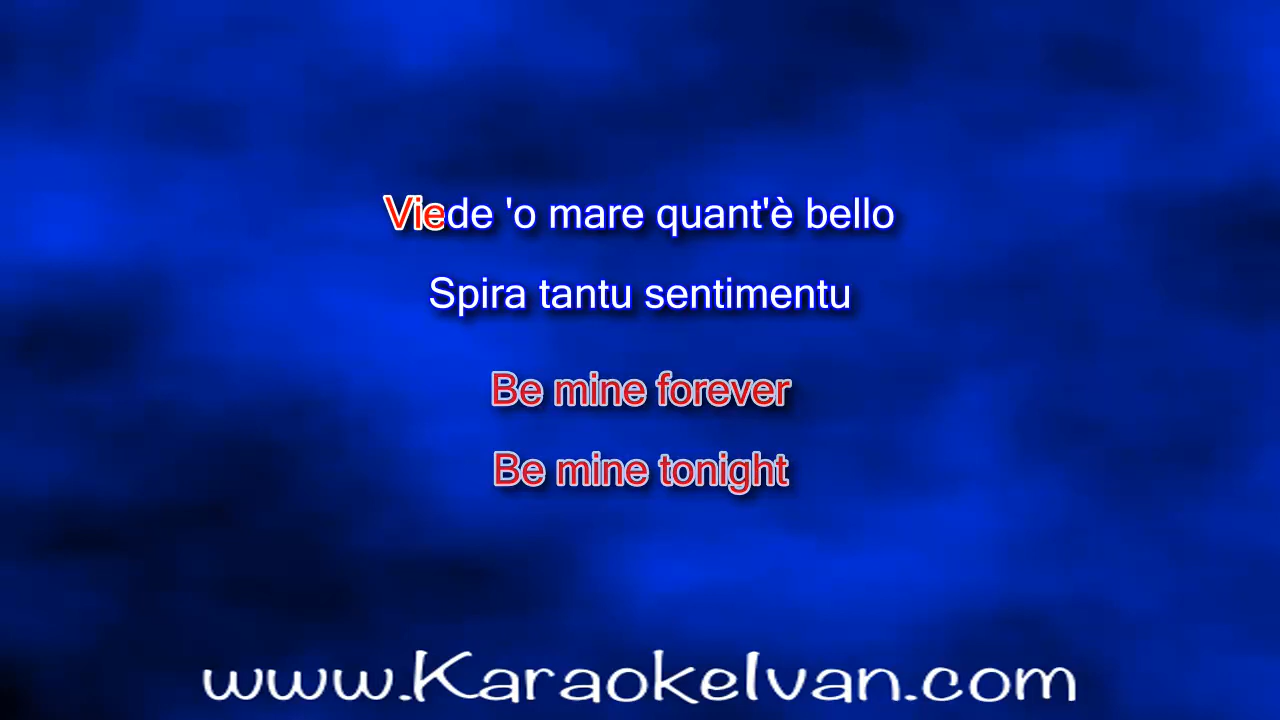 Viede 'o mare quant'è bello
Spira tantu sentimentu
Be mine forever
Be mine tonight
www.KaraokeIvan.com